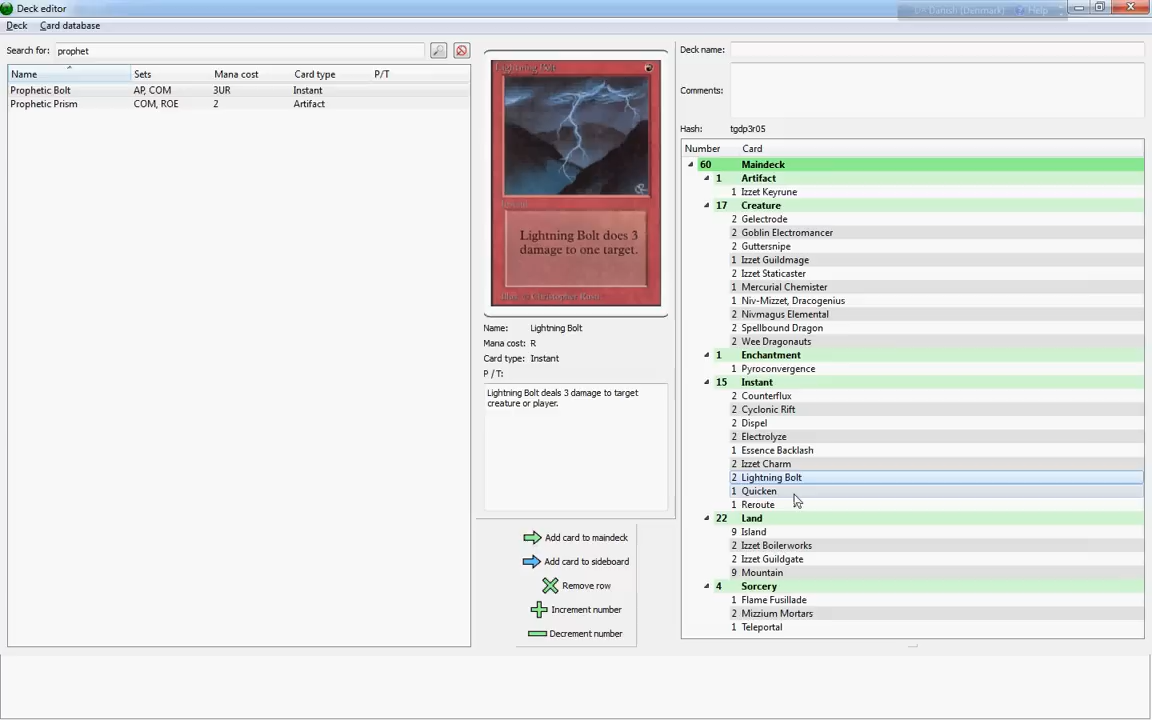 Deck editor
Danish (Denmark) Help
Deck Card database
Search for: prophet
Name Sets Mana cost Card type P/T
Prophetic Bolt AP, COM 3UR Instant
Prophetic Prism COM, ROE 2 Artifact
Lightning Bolt
Lightning Bolt does 3
damage to one target.
Name: Lightning Bolt
Mana cost: R
Card type: Instant
P / T:
Lightning Bolt deals 3 damage to target
creature or player.
Add card to maindeck
Add card to sideboard
Remove row
Increment number
Decrement number
Deck name:
Comments:
Hash: tgdp3r05
Number Card
60 Maindeck
1 Artifact
1 Izzet Keyrune
17 Creature
2 Gelectrode
2 Goblin Electromancer
2 Guttersnipe
1 Izzet Guildmage
2 Izzet Staticaster
1 Mercurial Chemister
1 Niv-Mizzet, Dracogenius
2 Nivmagus Elemental
2 Spellbound Dragon
2 Wee Dragonauts
1 Enchantment
1 Pyroconvergence
15 Instant
2 Counterflux
2 Cyclonic Rift
2 Dispel
2 Electrolyze
1 Essence Backlash
2 Izzet Charm
2 Lightning Bolt
1 Quicken
1 Reroute
22 Land
9 Island
2 Izzet Boilerworks
2 Izzet Guildgate
9 Mountain
4 Sorcery
1 Flame Fusillade
2 Mizzium Mortars
1 Teleportal